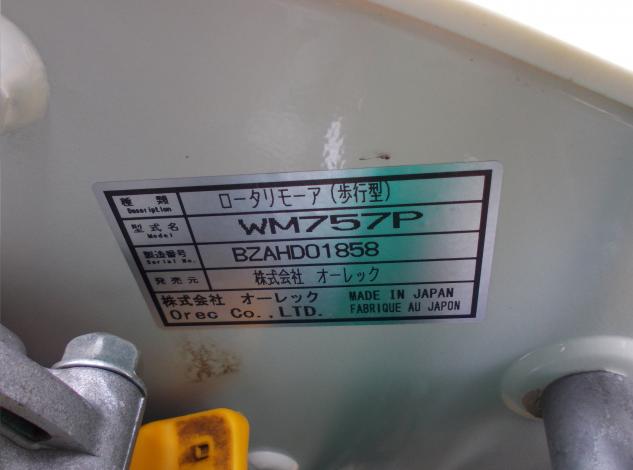 種類 ロータリモーア(歩行型)
Description
型式名 WM757P
Model
製造番号 BZAHD01858
Serial No.
発売元 株式会社 オーレック
株式会社 オーレック MADE IN JAPAN
Orec Co.,LTD. FABRIQUE AU JAPON